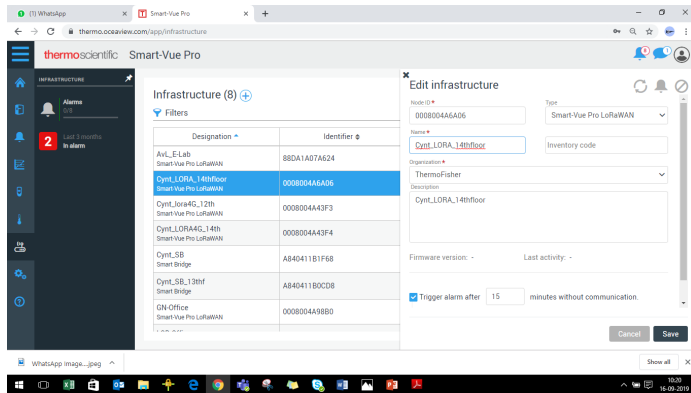 (1) WhatsApp
Smart-Vue Pro
thermo.oceaview.com/app/infrastructure
thermoscientific Smart-Vue Pro
INFRASTRUCTURE
Alarms
0/8
2
Last 3 months
In alarm
Infrastructure (8)
Filters
Designation
Identifier
AvL_E-Lab
Smart-Vue Pro LoRaWAN
88DA1A07A624
Cynt_LORA_14thfloor
Smart-Vue Pro LoRaWAN
0008004A6A06
Cynt_lora4G_12th
Smart-Vue Pro LoRaWAN
0008004A43F3
Cynt_LORA4G_14th
Smart-Vue Pro LoRaWAN
0008004A43F4
Cynt_SB
Smart Bridge
A840411B1F68
Cynt_SB_13thf
Smart Bridge
A840411B0CD8
GN-Office
Smart-Vue Pro LoRaWAN
0008004A98B0
Edit infrastructure
Node ID *
0008004A6A06
Type
Smart-Vue Pro LoRaWAN
Name *
Cynt_LORA_14thfloor
Inventory code
Organization *
ThermoFisher
Description
Cynt_LORA_14thfloor
Firmware version: -
Last activity: -
Trigger alarm after 15 minutes without communication.
Cancel
Save
WhatsApp Image....jpeg
Show all
10:20
16-09-2019